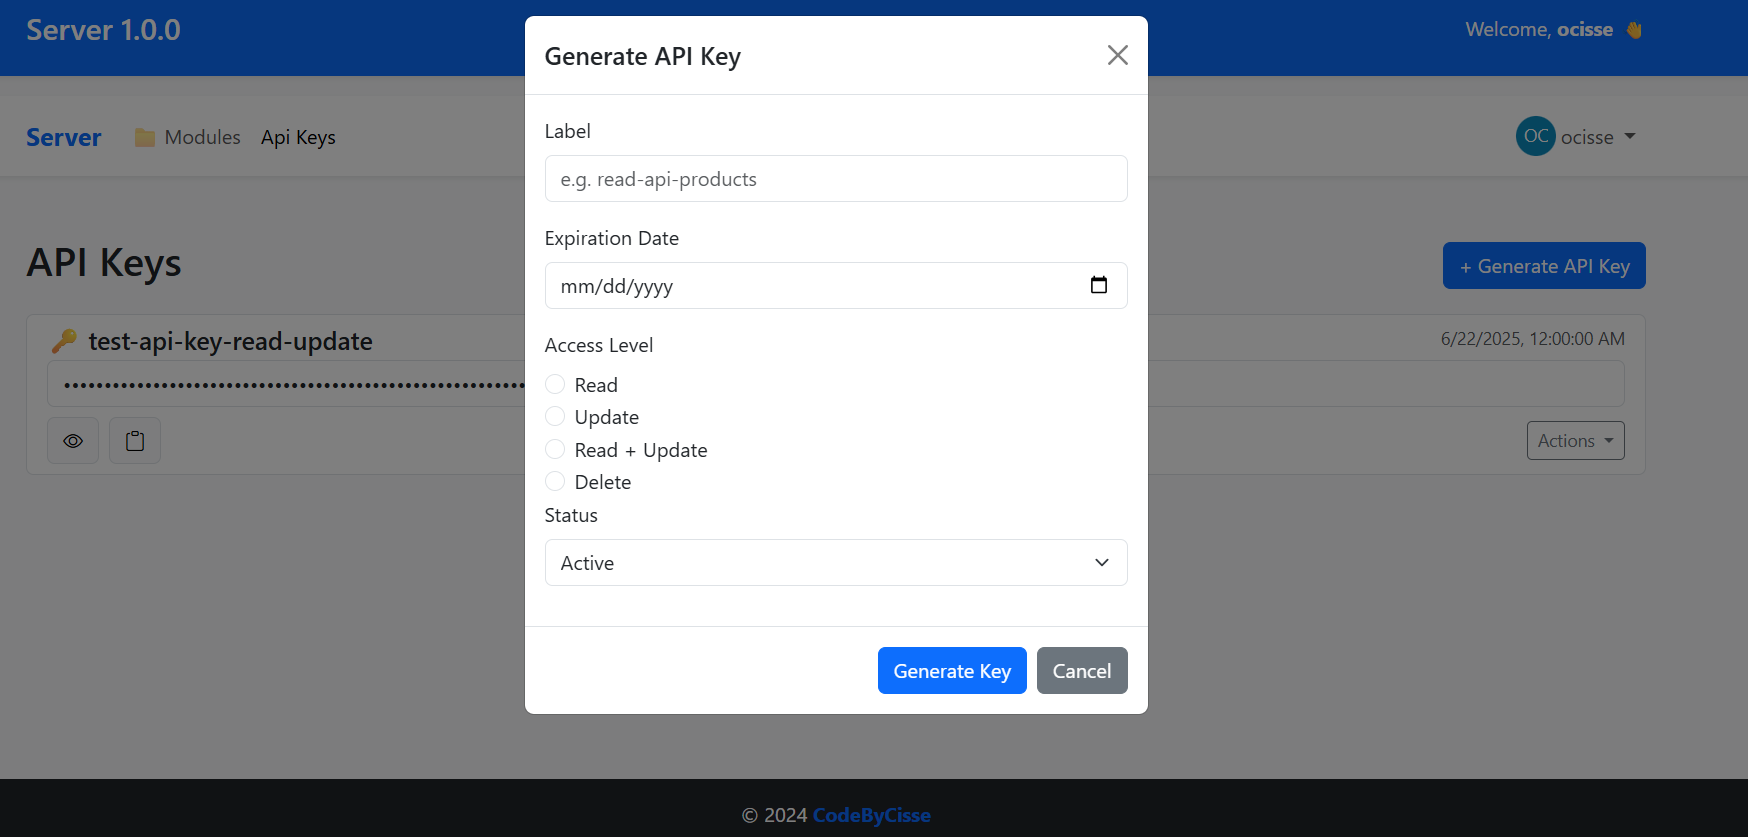 Server 1.0.0
Welcome, ocisse 👋
Server
Modules
Api Keys
OC
ocisse
API Keys
+ Generate API Key
test-api-key-read-update
6/22/2025, 12:00:00 AM
Actions
Generate API Key
Label
e.g. read-api-products
Expiration Date
mm/dd/yyyy
Access Level
Read
Update
Read + Update
Delete
Status
Active
Generate Key
Cancel
© 2024 CodeByCisse